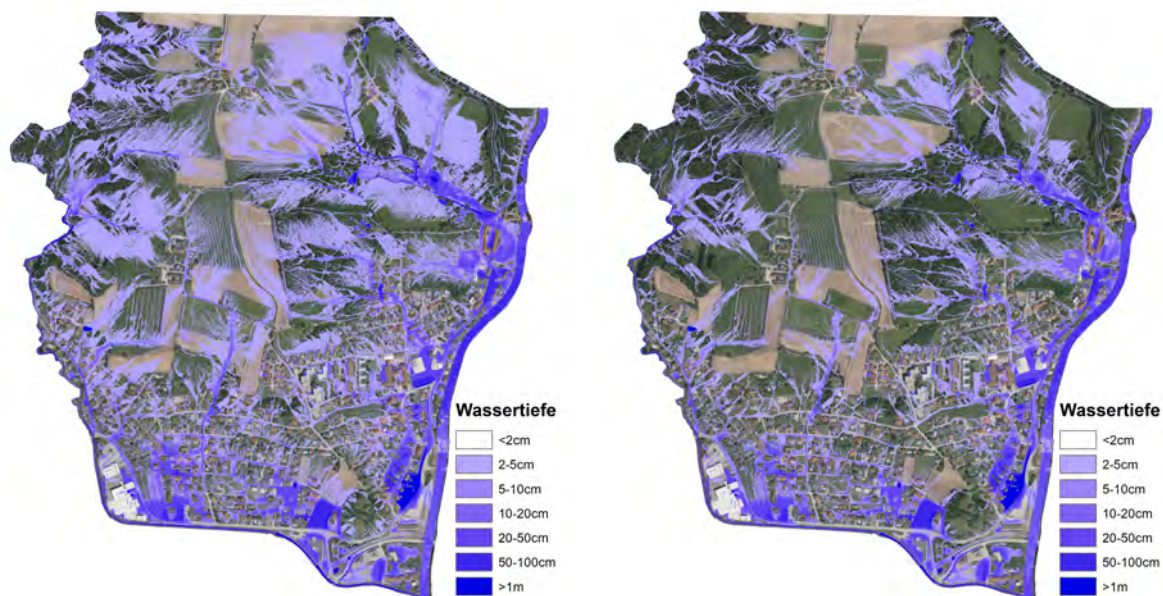 Wassertiefe
<2cm
2-5cm
5-10cm
10-20cm
20-50cm
50-100cm
>1m
Wassertiefe
<2cm
2-5cm
5-10cm
10-20cm
20-50cm
50-100cm
>1m